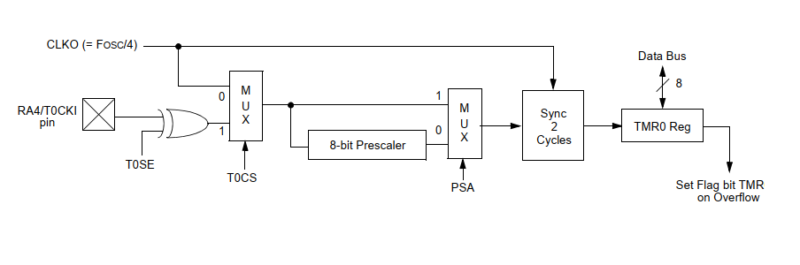 CLKO (= FOSC/4)
Data Bus
8
RA4/T0CKI
pin
T0SE
0
1
M
U
X
T0CS
8-bit Prescaler
1
0
M
U
X
PSA
Sync
2
Cycles
TMR0 Reg
Set Flag bit TMR
on Overflow